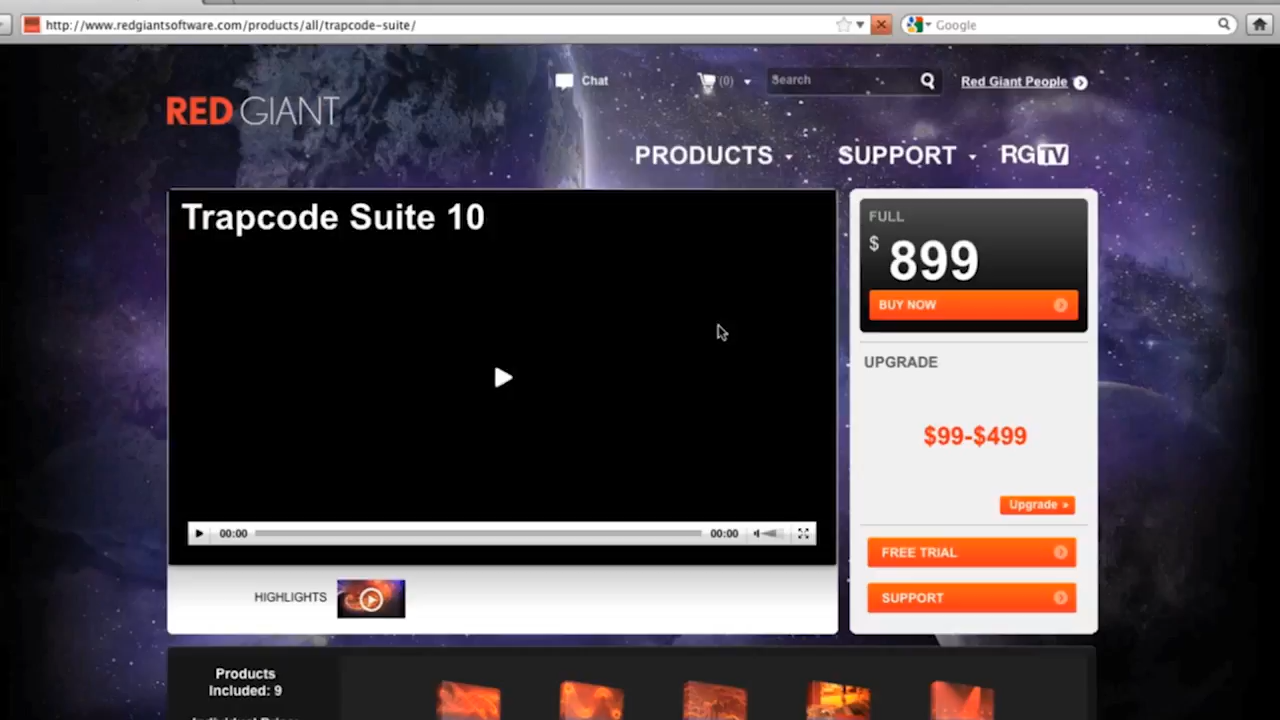 http://www.redgiantsoftware.com/products/all/trapcode-suite/
Google
Chat
(0)
Search
Red Giant People
RED GIANT
PRODUCTS
SUPPORT
RGTV
Trapcode Suite 10
FULL
$ 899
BUY NOW
UPGRADE
$99-$499
Upgrade »
00:00
00:00
FREE TRIAL
HIGHLIGHTS
SUPPORT
Products
Included: 9